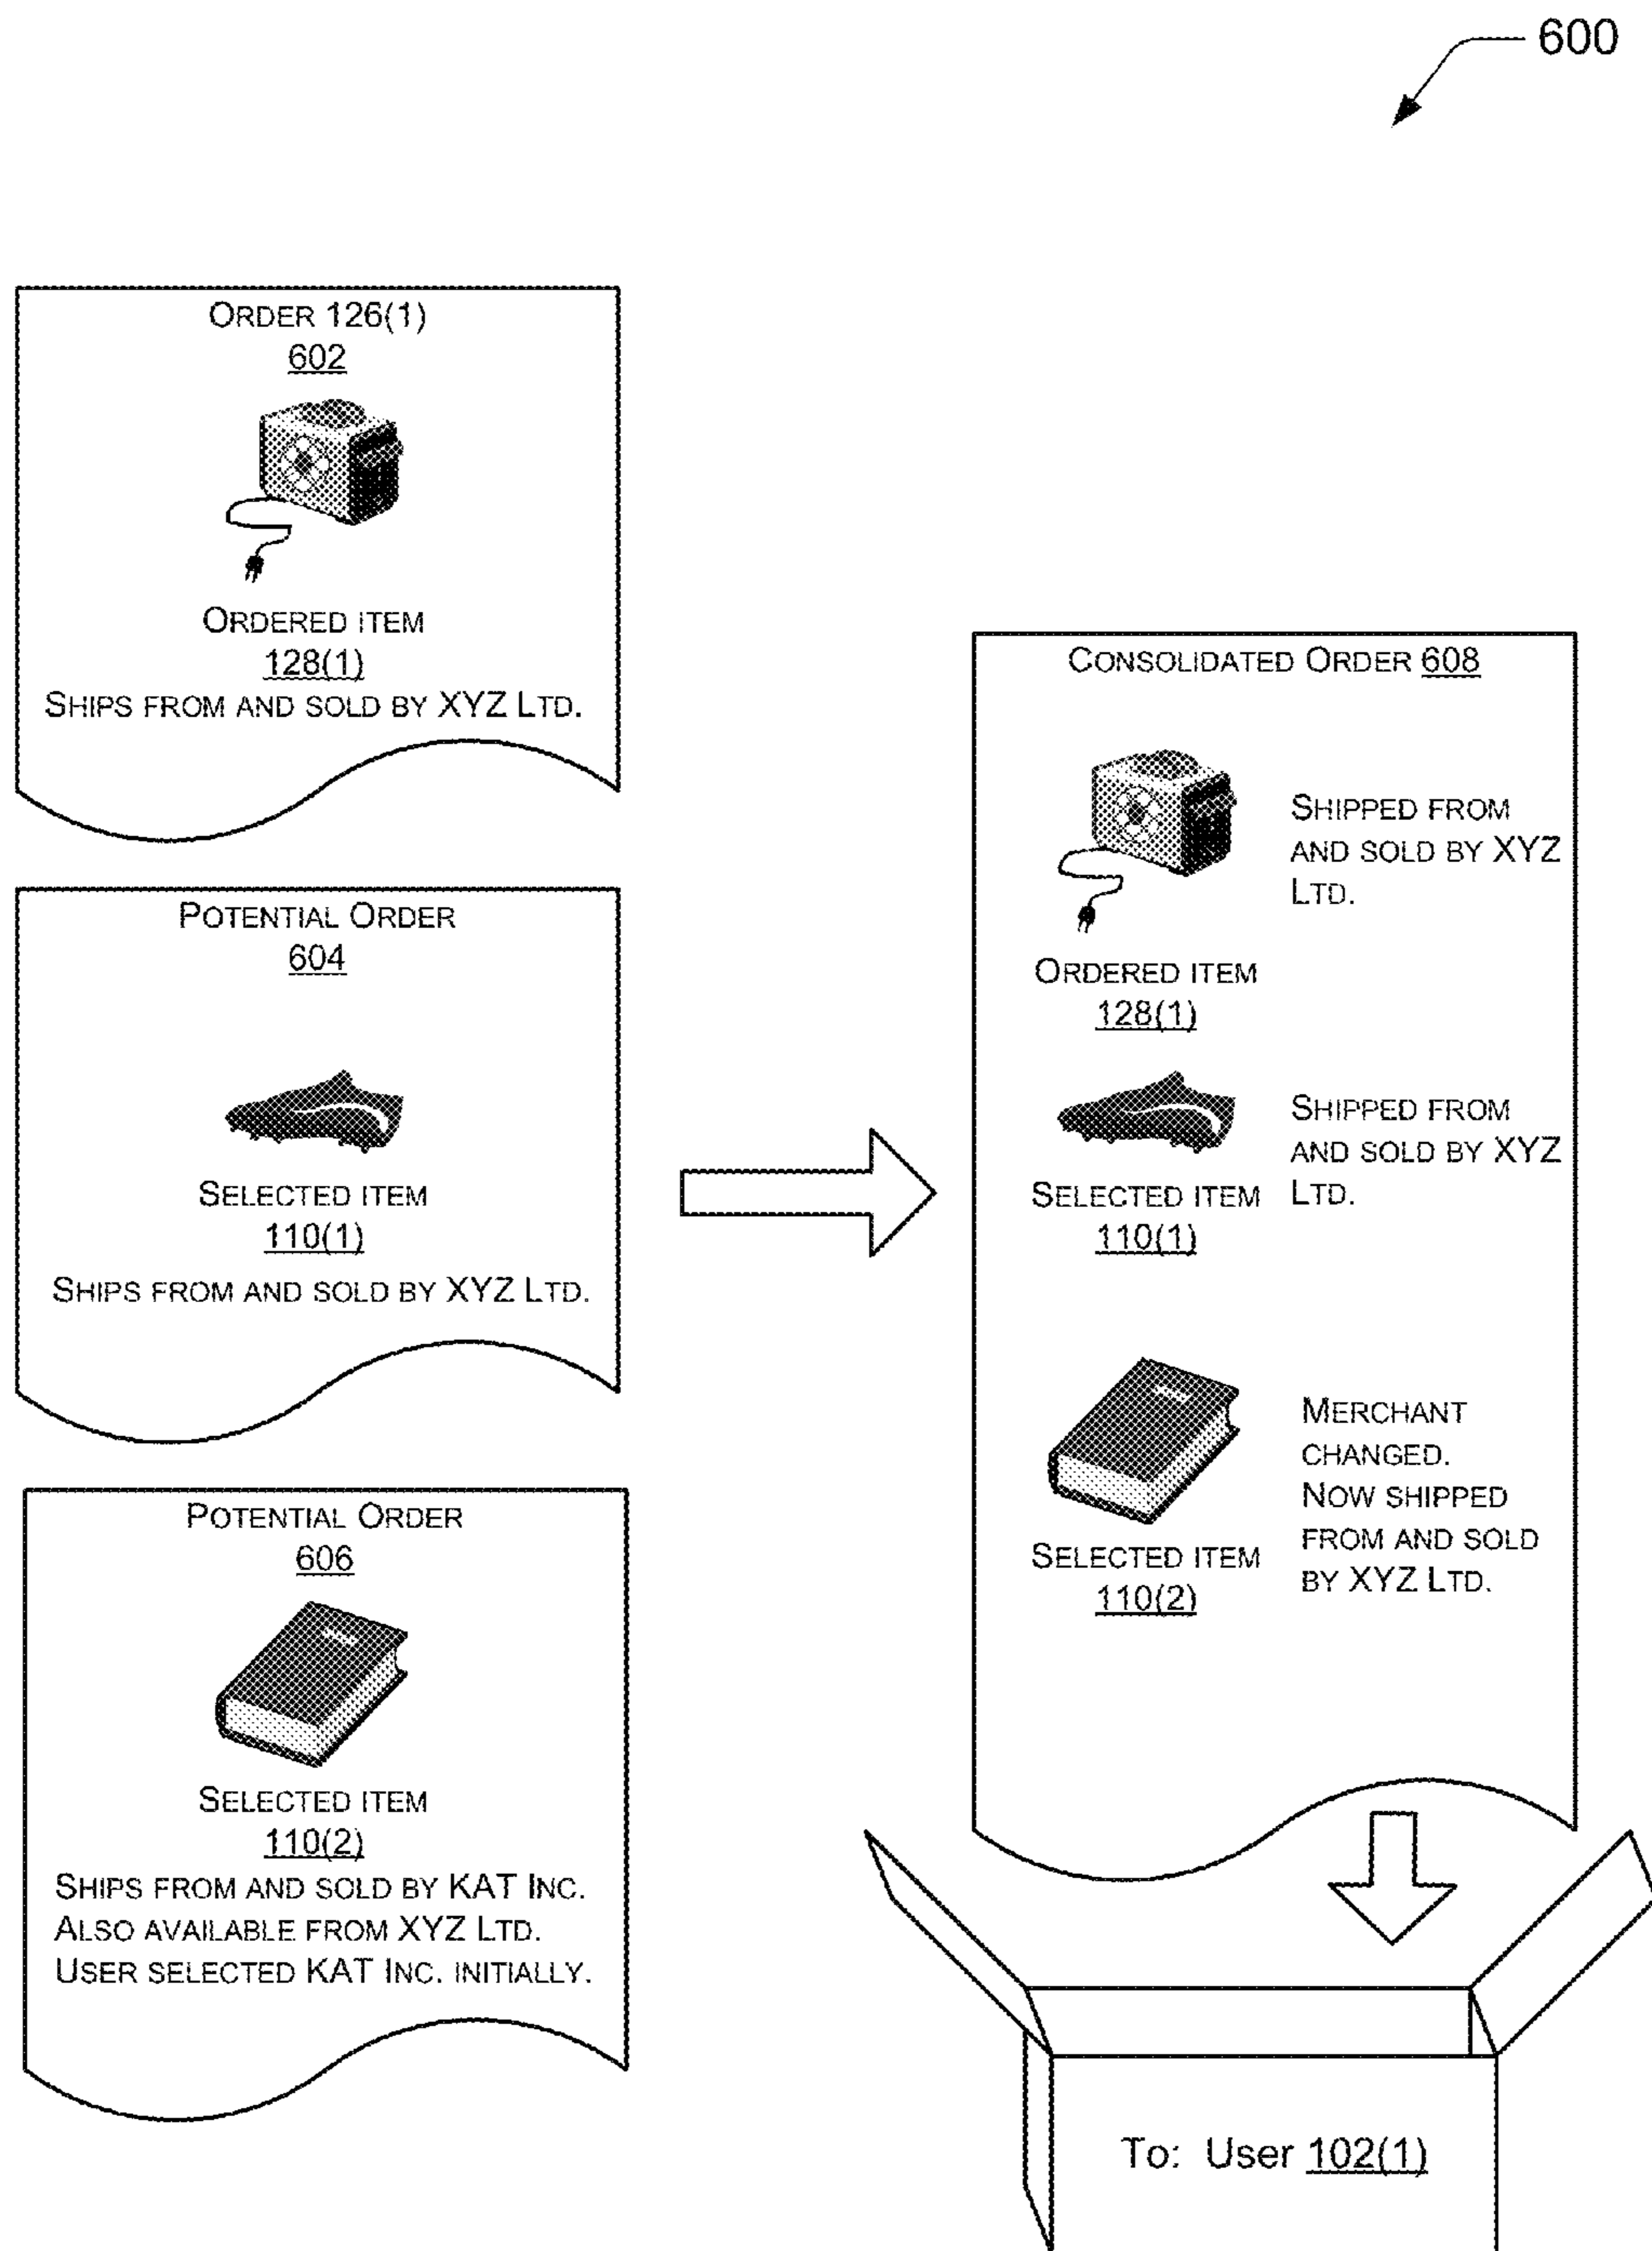 600
ORDER 126(1)
602
ORDERED ITEM
128(1)
SHIPS FROM AND SOLD BY XYZ LTD.
POTENTIAL ORDER
604
SELECTED ITEM
110(1)
SHIPS FROM AND SOLD BY XYZ LTD.
POTENTIAL ORDER
606
SELECTED ITEM
110(2)
SHIPS FROM AND SOLD BY KAT INC.
ALSO AVAILABLE FROM XYZ LTD.
USER SELECTED KAT INC. INITIALLY.
CONSOLIDATED ORDER 608
SHIPPED FROM
AND SOLD BY XYZ
LTD.
ORDERED ITEM
128(1)
SHIPPED FROM
AND SOLD BY XYZ
LTD.
SELECTED ITEM
110(1)
MERCHANT
CHANGED.
NOW SHIPPED
FROM AND SOLD
BY XYZ LTD.
SELECTED ITEM
110(2)
To: User 102(1)